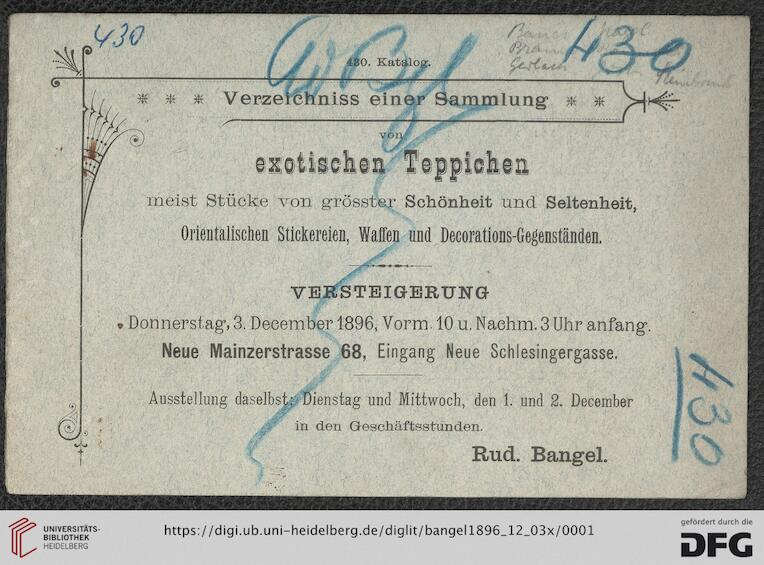 430
430
430. Katalog.
Verzeichniss einer Sammlung
von
exotischen Teppichen
meist Stücke von grösster Schönheit und Seltenheit,
Orientalischen Stickereien, Waffen und Decorations-Gegenständen.
VERSTEIGERUNG
Donnerstag, 3. December 1896, Vorm. 10 u. Nachm. 3 Uhr anfang.
Neue Mainzerstrasse 68, Eingang Neue Schlesingergasse.
Ausstellung daselbst: Dienstag und Mittwoch, den 1. und 2. December
in den Geschäftsstunden.
Rud. Bangel.
430
UNIVERSITÄTS-
BIBLIOTHEK
HEIDELBERG
https://digi.ub.uni-heidelberg.de/diglit/bangel1896_12_03x/0001
gefördert durch die
DFG